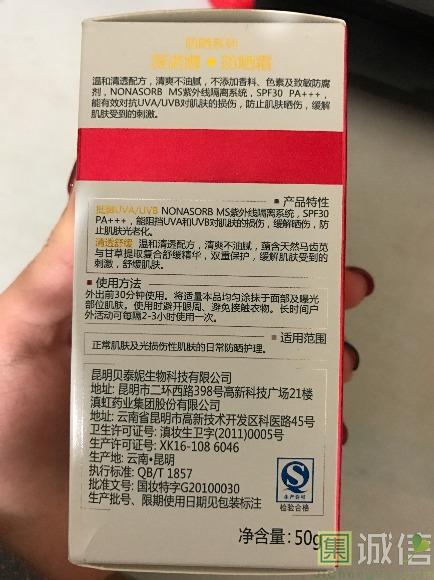 防晒系列
薇诺娜·防晒霜
温和清透配方，清爽不油腻，不添加香料、色素及致敏防腐
剂，NONASORB MS紫外线隔离系统，SPF30 PA+++，
能有效对抗UVA/UVB对肌肤的损伤，防止肌肤晒伤，缓解
肌肤受到的刺激。
产品特性
抵御UVA/UVB NONASORB MS紫外线隔离系统，SPF30
PA+++，能阻挡UVA和UVB对肌肤的损伤，缓解晒伤，防
止肌肤光老化。
清透舒缓 温和清透配方，清爽不油腻，蕴含天然马齿苋
与甘草提取复合舒缓精华，双重保护，缓解肌肤受到的刺
激，舒缓肌肤。
使用方法
外出前30分钟使用。将适量本品均匀涂抹于面部及曝光
部位肌肤。使用时避开眼周、避免接触衣物。长时间户
外活动可每隔2-3小时使用一次。
适用范围
正常肌肤及光损伤性肌肤的日常防晒护理。
昆明贝泰妮生物科技有限公司
地址: 昆明市二环西路398号高新科技广场21楼
滇虹药业集团股份有限公司
地址: 云南省昆明市高新技术开发区科医路45号
卫生许可证号: 滇妆生卫字(2011)0005号
生产许可证号: XK16-108 6046
产地: 云南·昆明
执行标准: QB/T 1857
批准文号: 国妆特字G20100030
生产批号、限期使用日期见包装标注
生产许可
检验合格
净含量: 50g
集 诚信